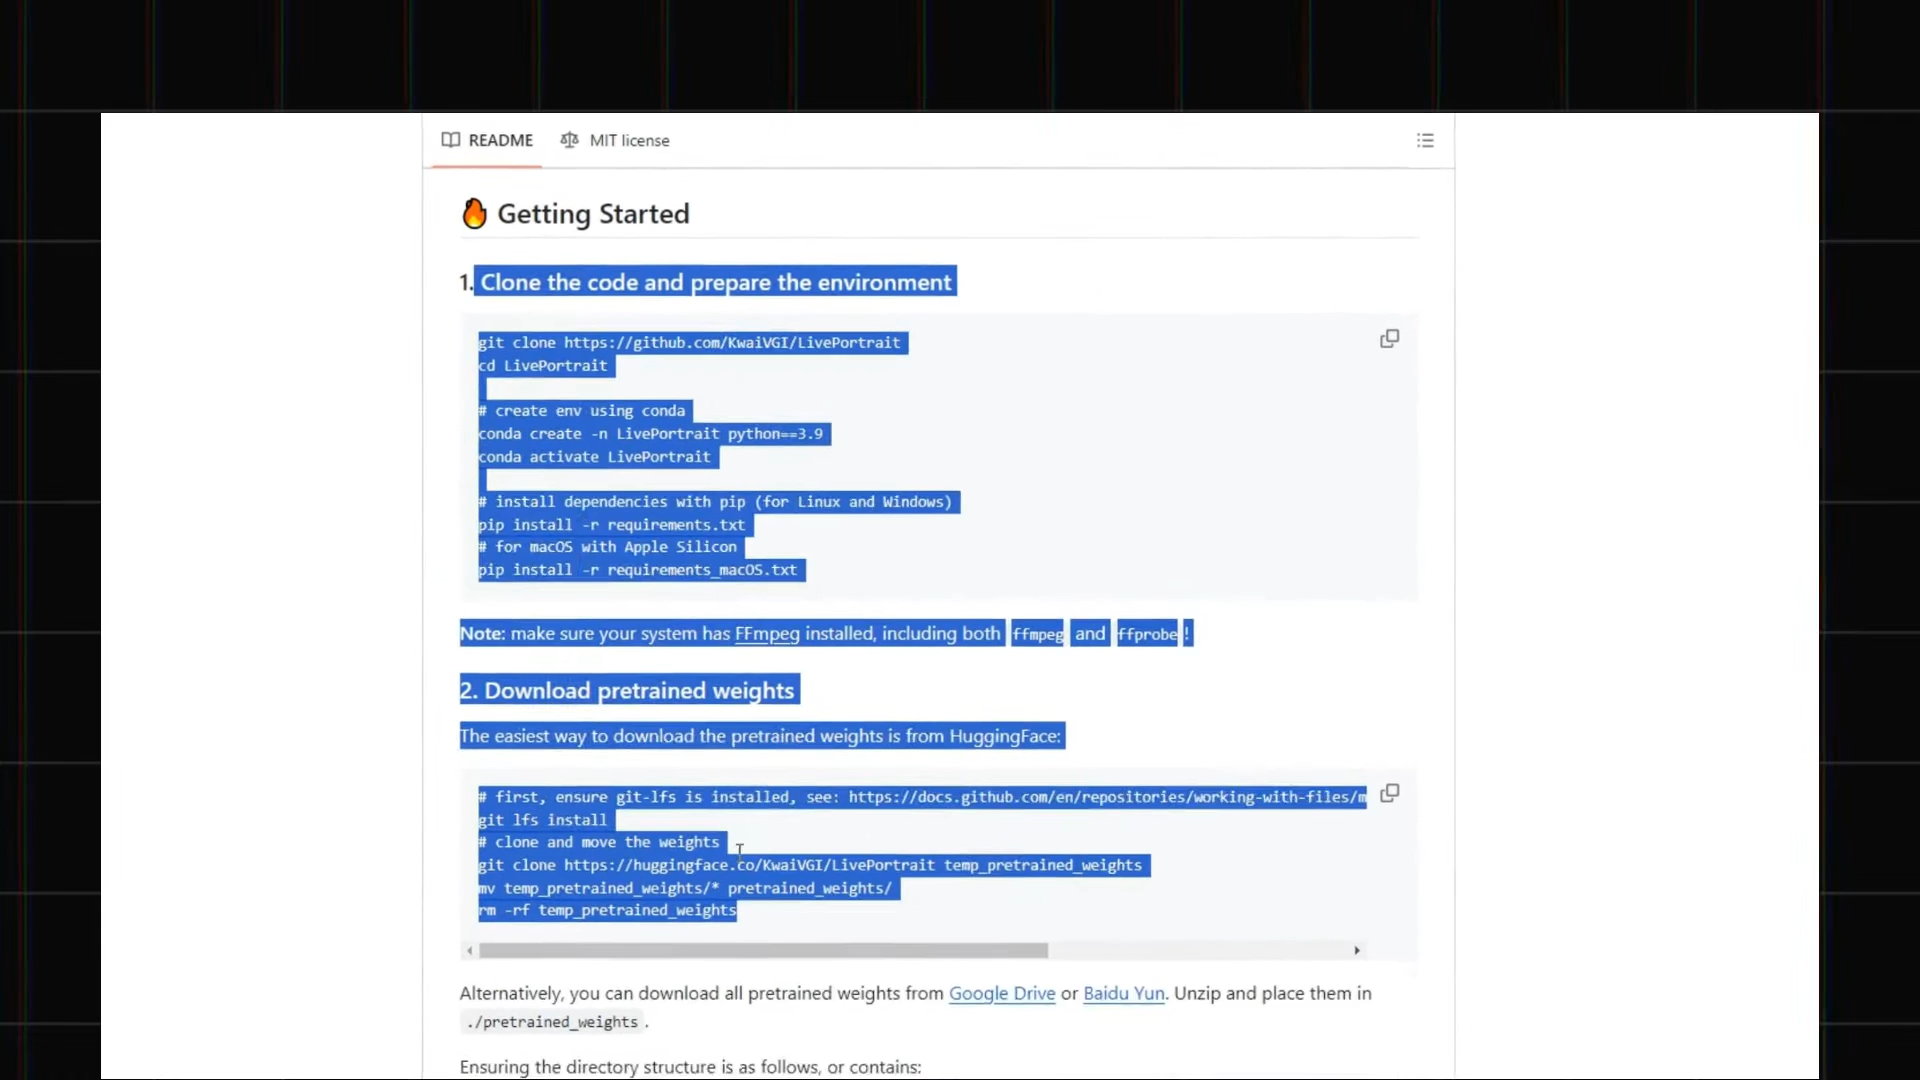 README MIT license
🔥 Getting Started
1. Clone the code and prepare the environment
git clone https://github.com/KwaiVGI/LivePortrait
cd LivePortrait
# create env using conda
conda create -n LivePortrait python==3.9
conda activate LivePortrait
# install dependencies with pip (for Linux and Windows)
pip install -r requirements.txt
# for macOS with Apple Silicon
pip install -r requirements_macOS.txt
Note: make sure your system has FFmpeg installed, including both ffmpeg and ffprobe!
2. Download pretrained weights
The easiest way to download the pretrained weights is from HuggingFace:
# first, ensure git-lfs is installed, see: https://docs.github.com/en/repositories/working-with-files/m
git lfs install
# clone and move the weights
git clone https://huggingface.co/KwaiVGI/LivePortrait temp_pretrained_weights
mv temp_pretrained_weights/* pretrained_weights/
rm -rf temp_pretrained_weights
Alternatively, you can download all pretrained weights from Google Drive or Baidu Yun. Unzip and place them in
./pretrained_weights .
Ensuring the directory structure is as follows, or contains: